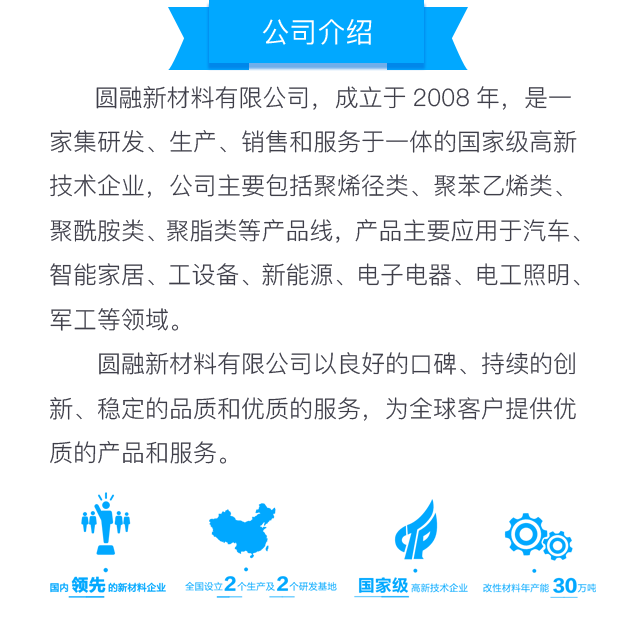 公司介绍
圆融新材料有限公司，成立于 2008 年，是一
家集研发、生产、销售和服务于一体的国家级高新
技术企业，公司主要包括聚烯径类、聚苯乙烯类、
聚酰胺类、聚脂类等产品线，产品主要应用于汽车、
智能家居、工设备、新能源、电子电器、电工照明、
军工等领域。
圆融新材料有限公司以良好的口碑、持续的创
新、稳定的品质和优质的服务，为全球客户提供优
质的产品和服务。
国内 领先 的新材料企业
全国设立2个生产及2个研发基地
国家级 高新技术企业
改性材料年产能 30万吨